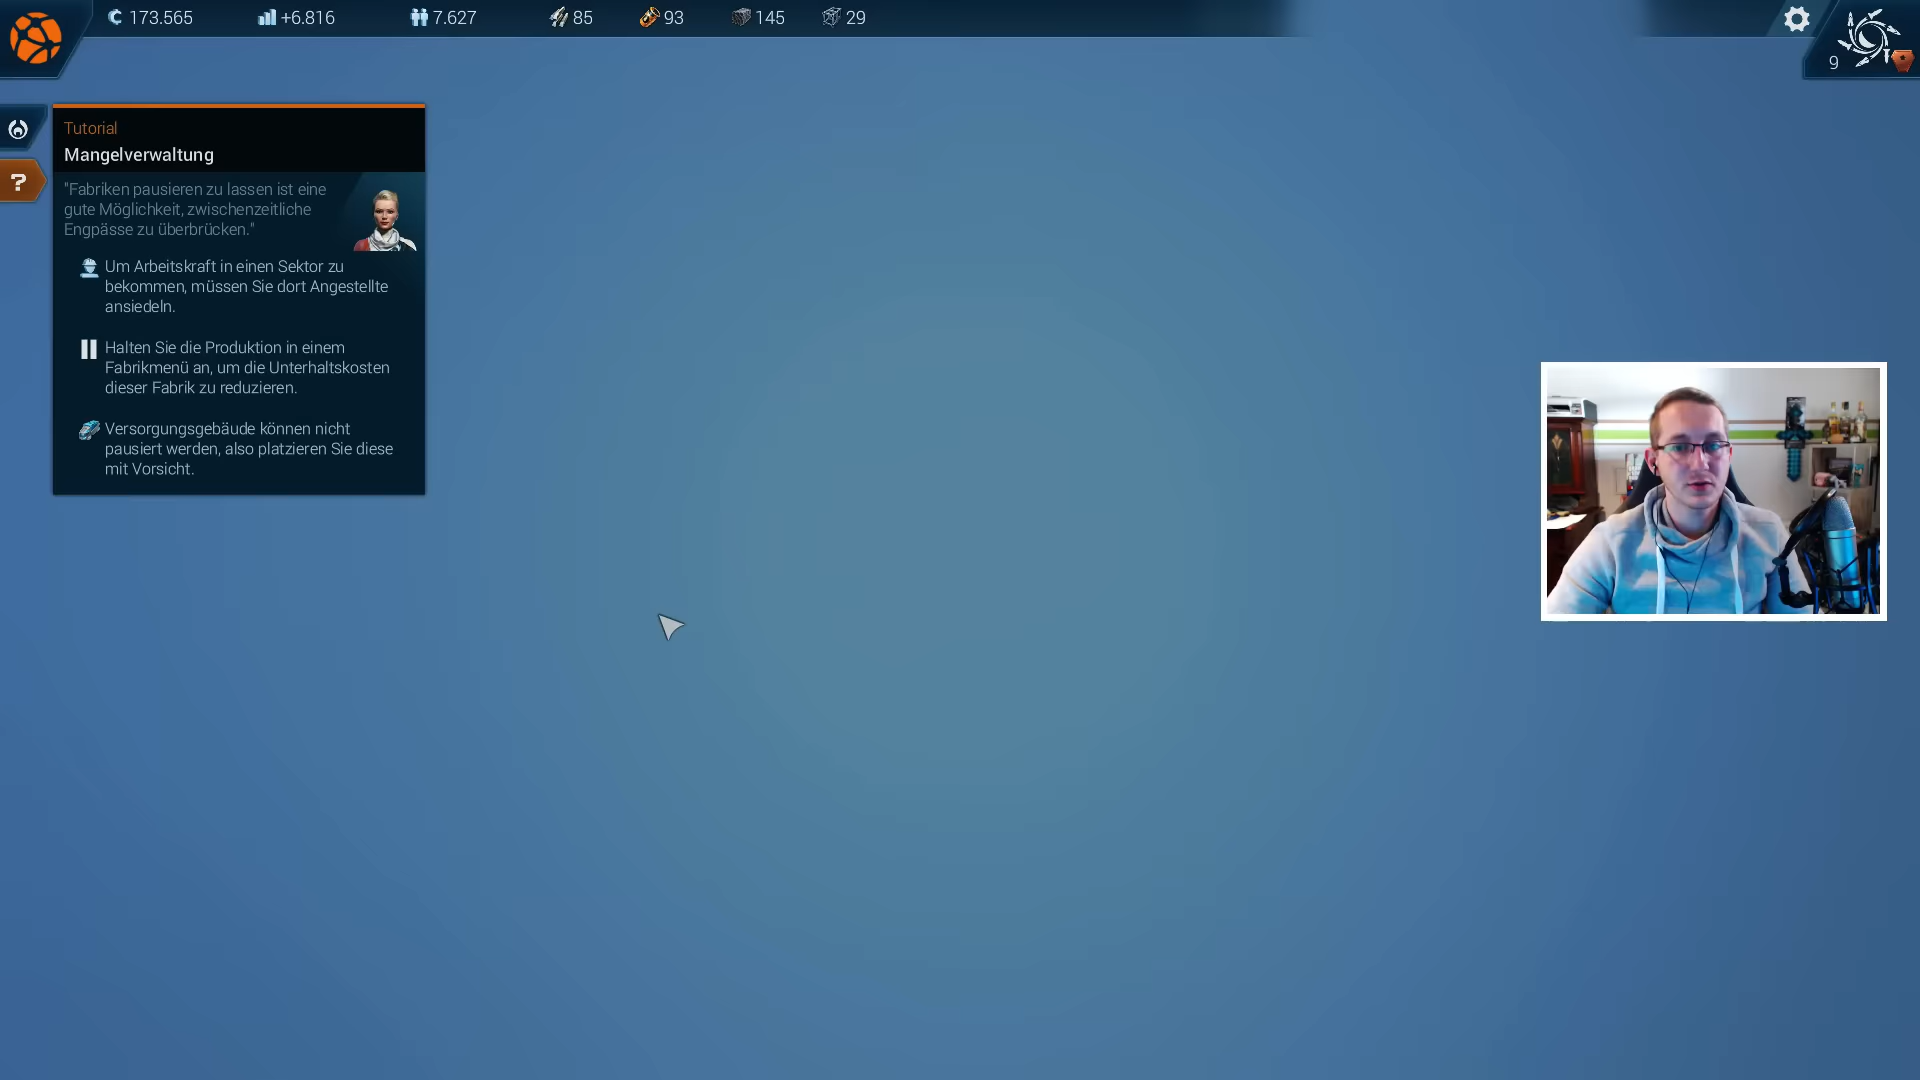 173.565 +6.816 7.627 85 93 145 29
9
Tutorial
Mangelverwaltung
"Fabriken pausieren zu lassen ist eine
gute Möglichkeit, zwischenzeitliche
Engpässe zu überbrücken."
Um Arbeitskraft in einen Sektor zu
bekommen, müssen Sie dort Angestellte
ansiedeln.
Halten Sie die Produktion in einem
Fabrikmenü an, um die Unterhaltskosten
dieser Fabrik zu reduzieren.
Versorgungsgebäude können nicht
pausiert werden, also platzieren Sie diese
mit Vorsicht.
?